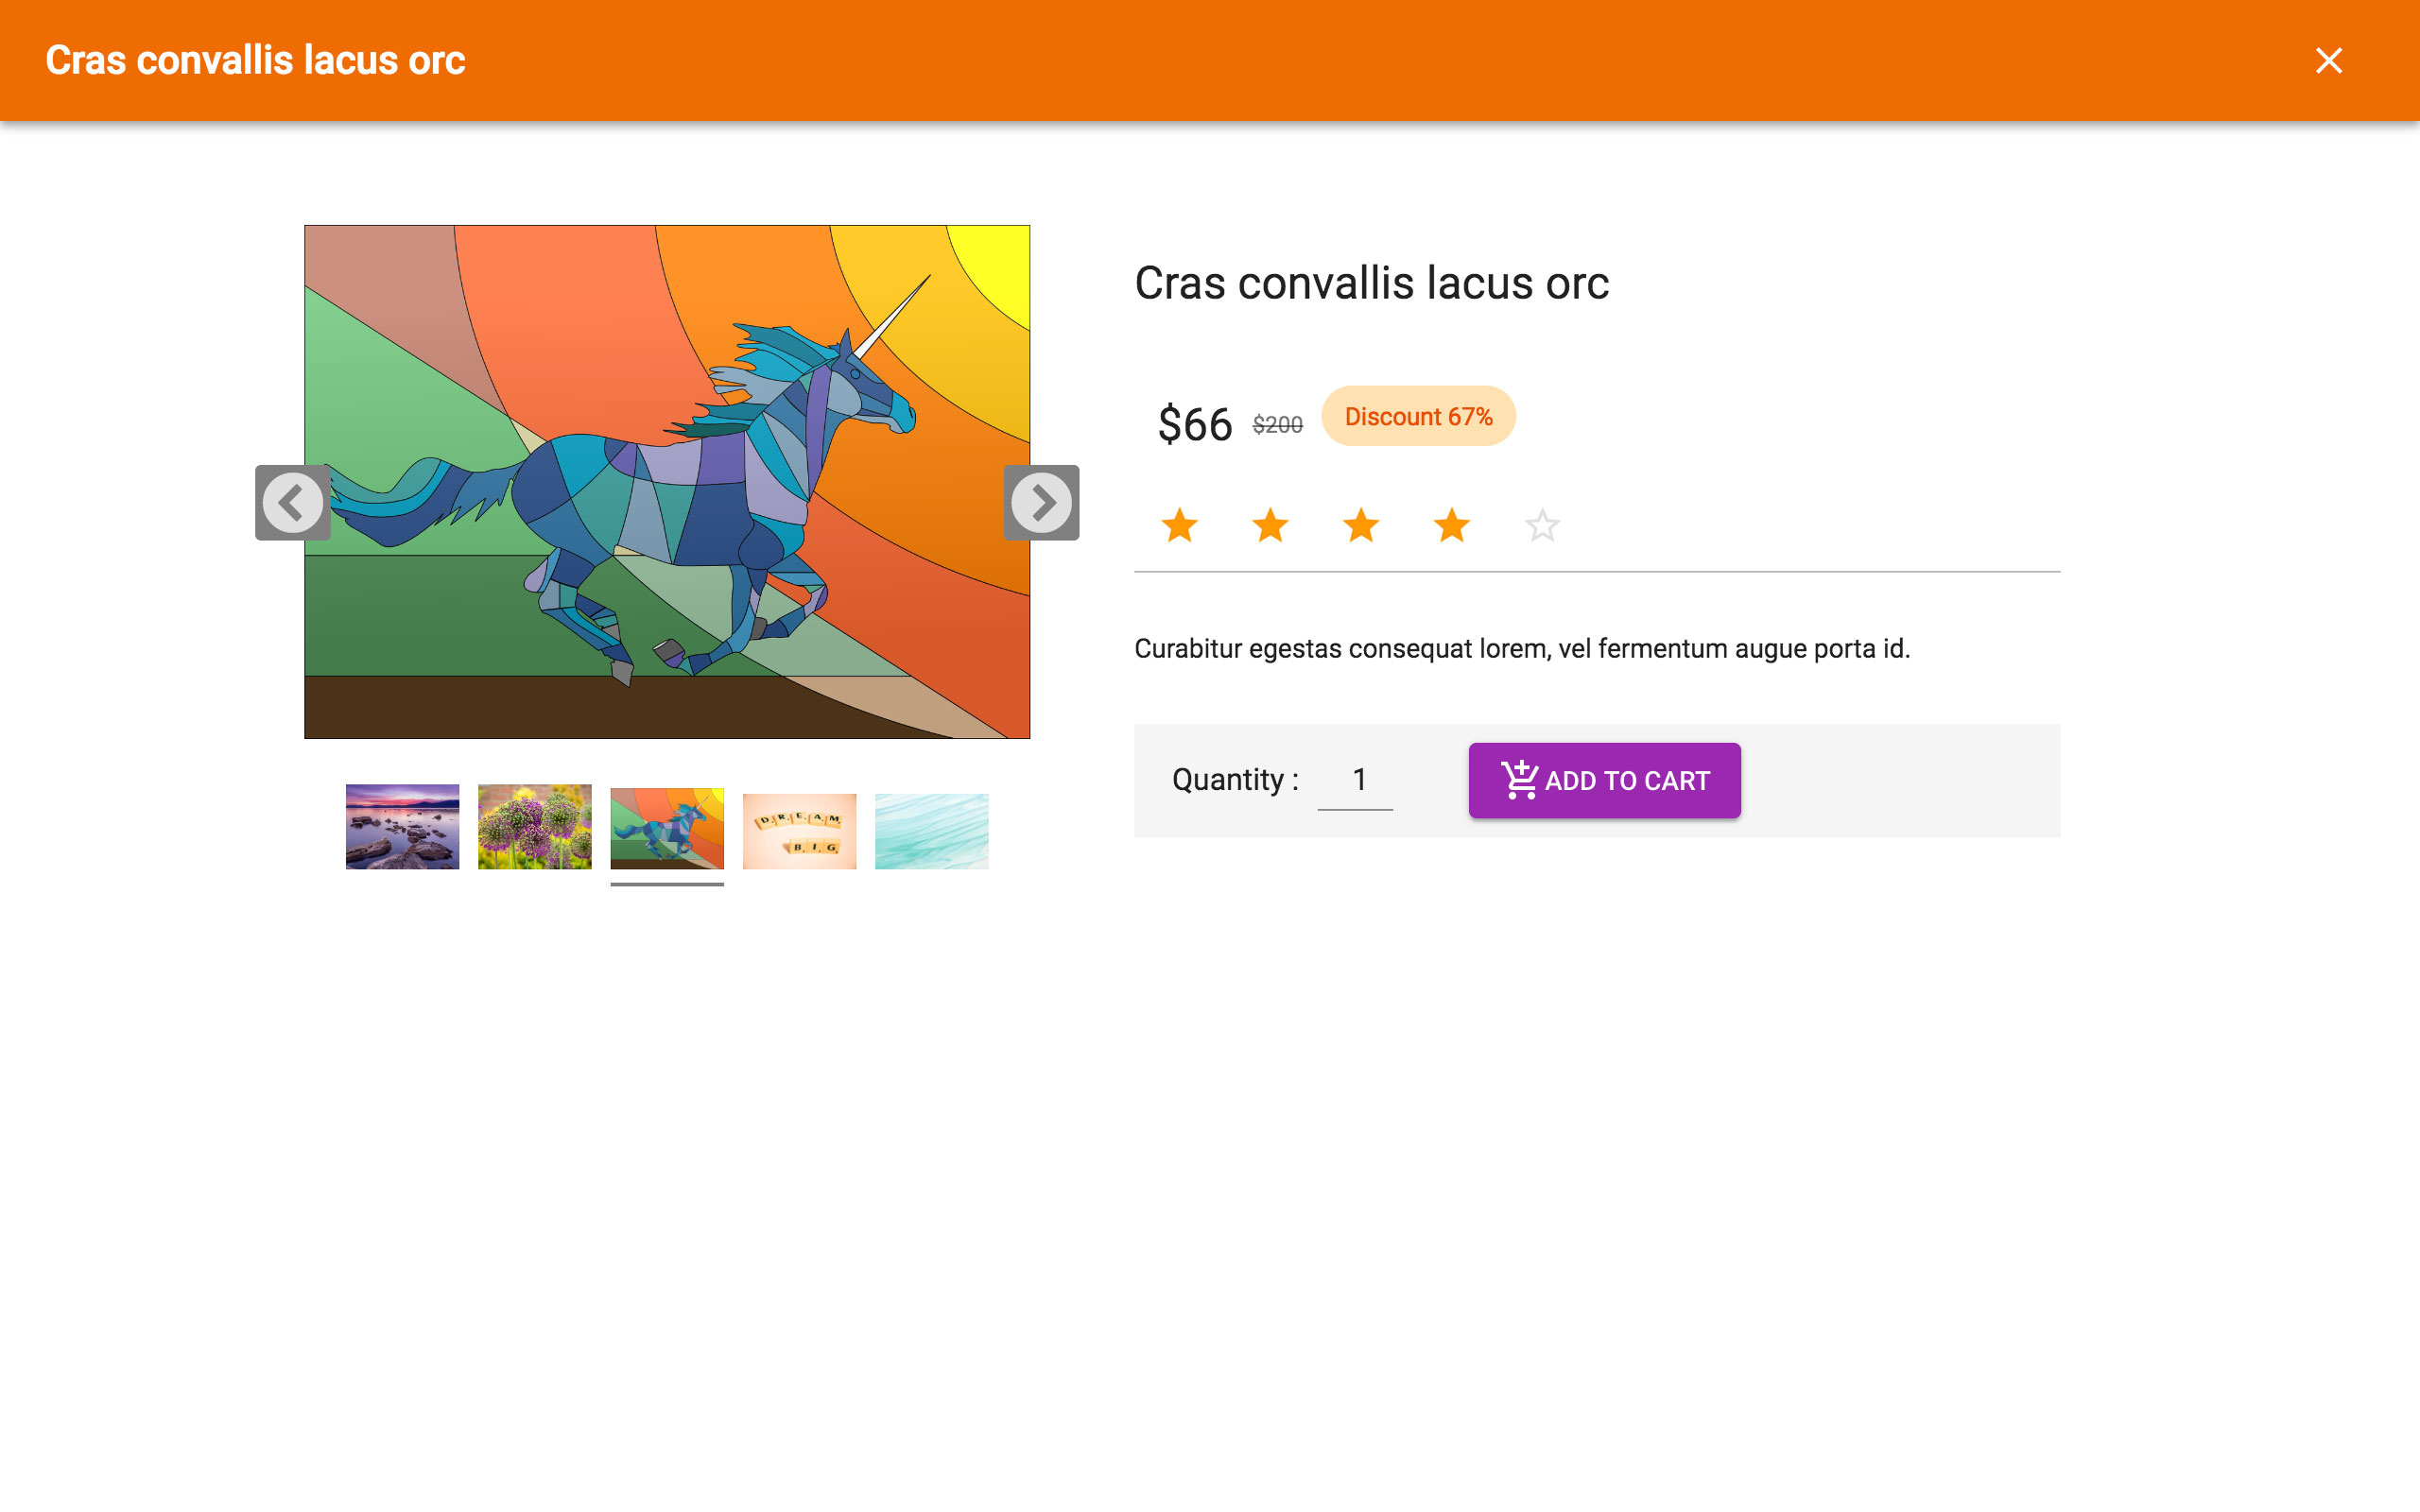 Cras convallis lacus orc
Cras convallis lacus orc
$66 $200 Discount 67%
Curabitur egestas consequat lorem, vel fermentum augue porta id.
Quantity : 1 ADD TO CART
DREAM
BIG